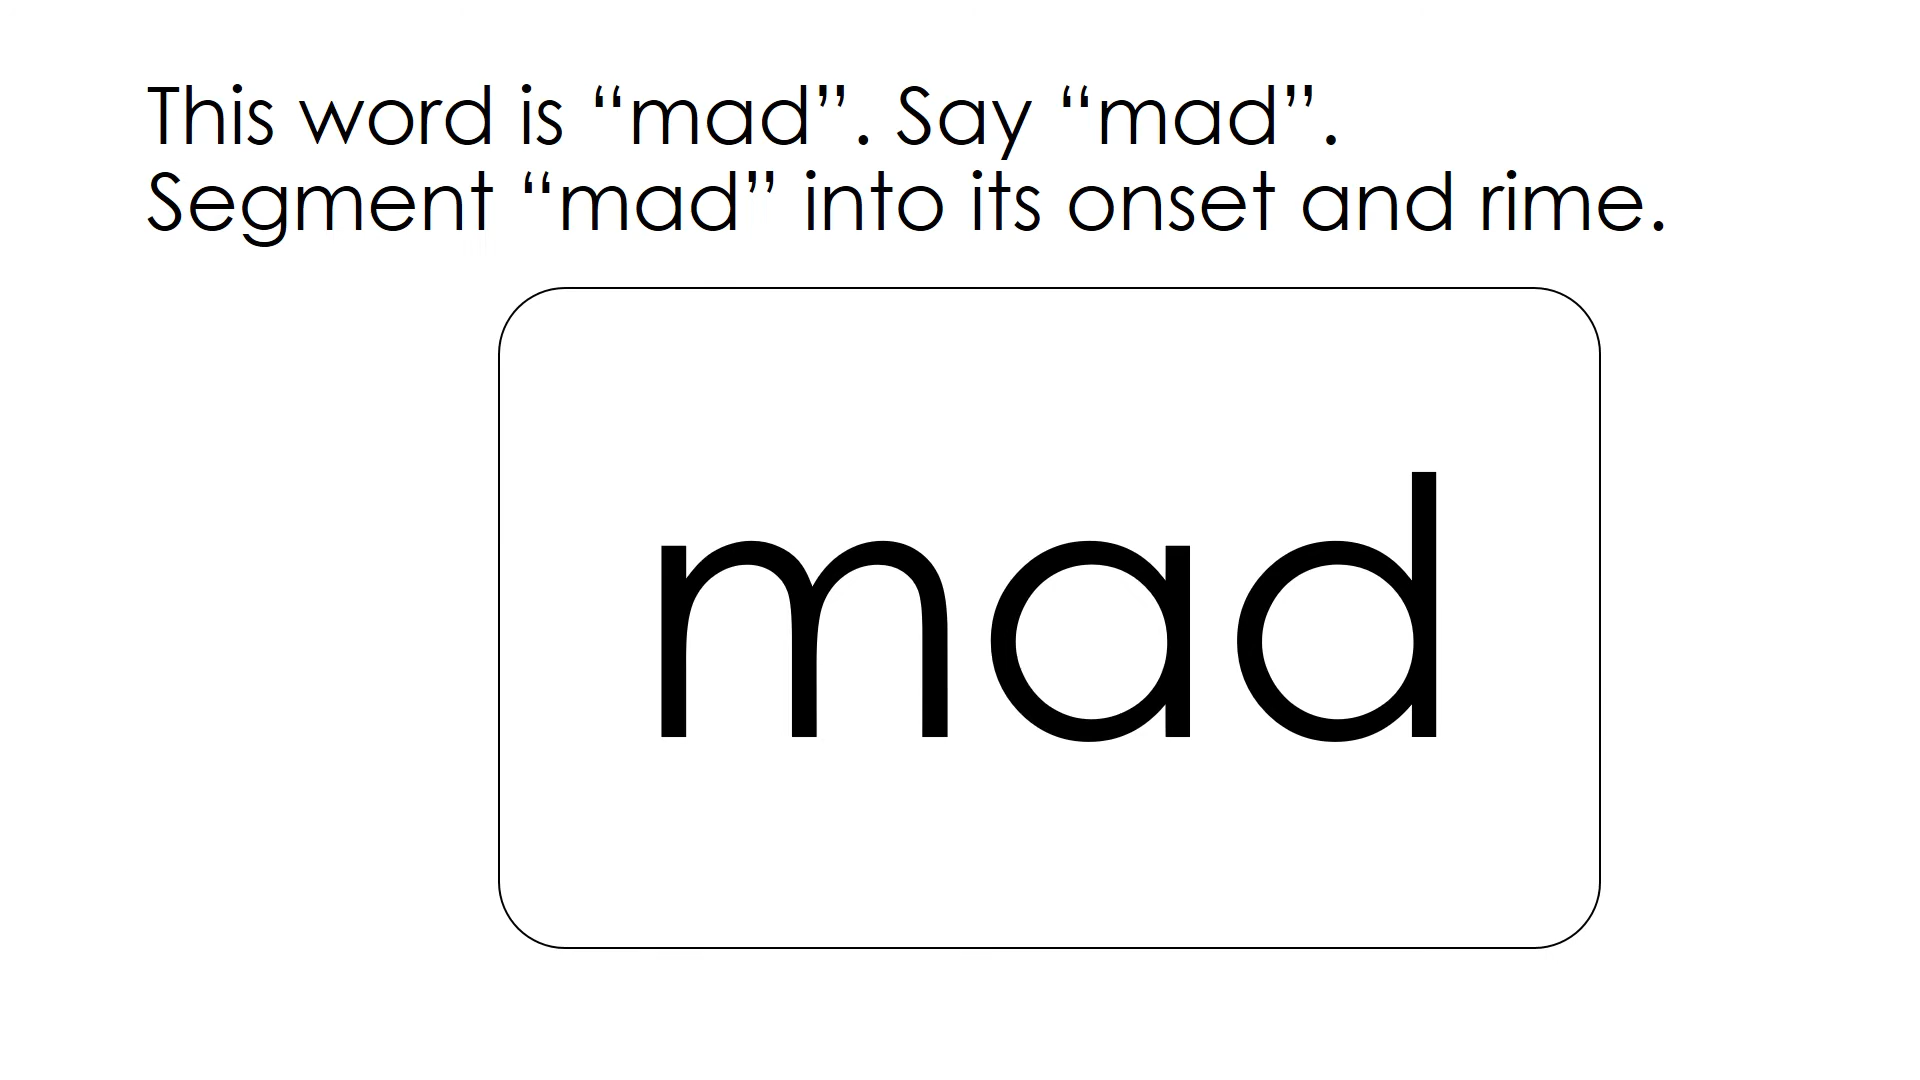 This word is “mad”. Say “mad”.
Segment “mad” into its onset and rime.
mad